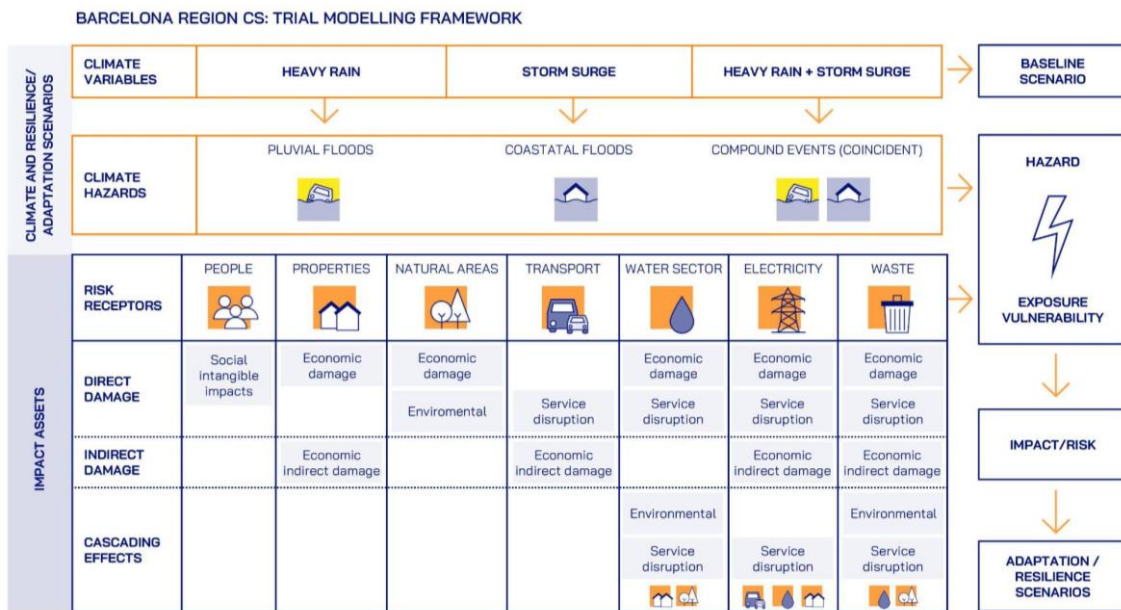 BARCELONA REGION CS: TRIAL MODELLING FRAMEWORK
CLIMATE AND RESILIENCE/
ADAPTATION SCENARIOS
CLIMATE
VARIABLES
HEAVY RAIN
STORM SURGE
HEAVY RAIN + STORM SURGE
BASELINE
SCENARIO
CLIMATE
HAZARDS
PLUVIAL FLOODS
COASTATAL FLOODS
COMPOUND EVENTS (COINCIDENT)
HAZARD
EXPOSURE
VULNERABILITY
IMPACT ASSETS
RISK
RECEPTORS
PEOPLE
PROPERTIES
NATURAL AREAS
TRANSPORT
WATER SECTOR
ELECTRICITY
WASTE
DIRECT
DAMAGE
Social
intangible
impacts
Economic
damage
Economic
damage
Enviromental
Service
disruption
Economic
damage
Service
disruption
Economic
damage
Service
disruption
Economic
damage
Service
disruption
IMPACT/RISK
INDIRECT
DAMAGE
Economic
indirect damage
Economic
indirect damage
Economic
indirect damage
Economic
indirect damage
CASCADING
EFFECTS
Environmental
Service
disruption
Service
disruption
Environmental
Service
disruption
ADAPTATION /
RESILIENCE
SCENARIOS